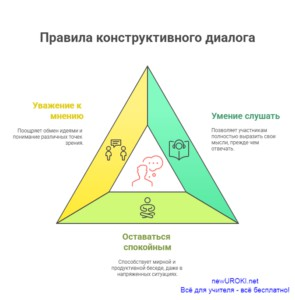 Правила конструктивного диалога
Уважение к
мнению
Поощряет обмен идеями и
понимание различных точек
зрения.
Умение слушать
Позволяет участникам
полностью выразить свои
мысли, прежде чем
отвечать.
Оставаться
спокойным
Способствует мирной и
продуктивной беседе, даже в
напряженных ситуациях.
newUROKI.net
Всё для учителя - всё бесплатно!